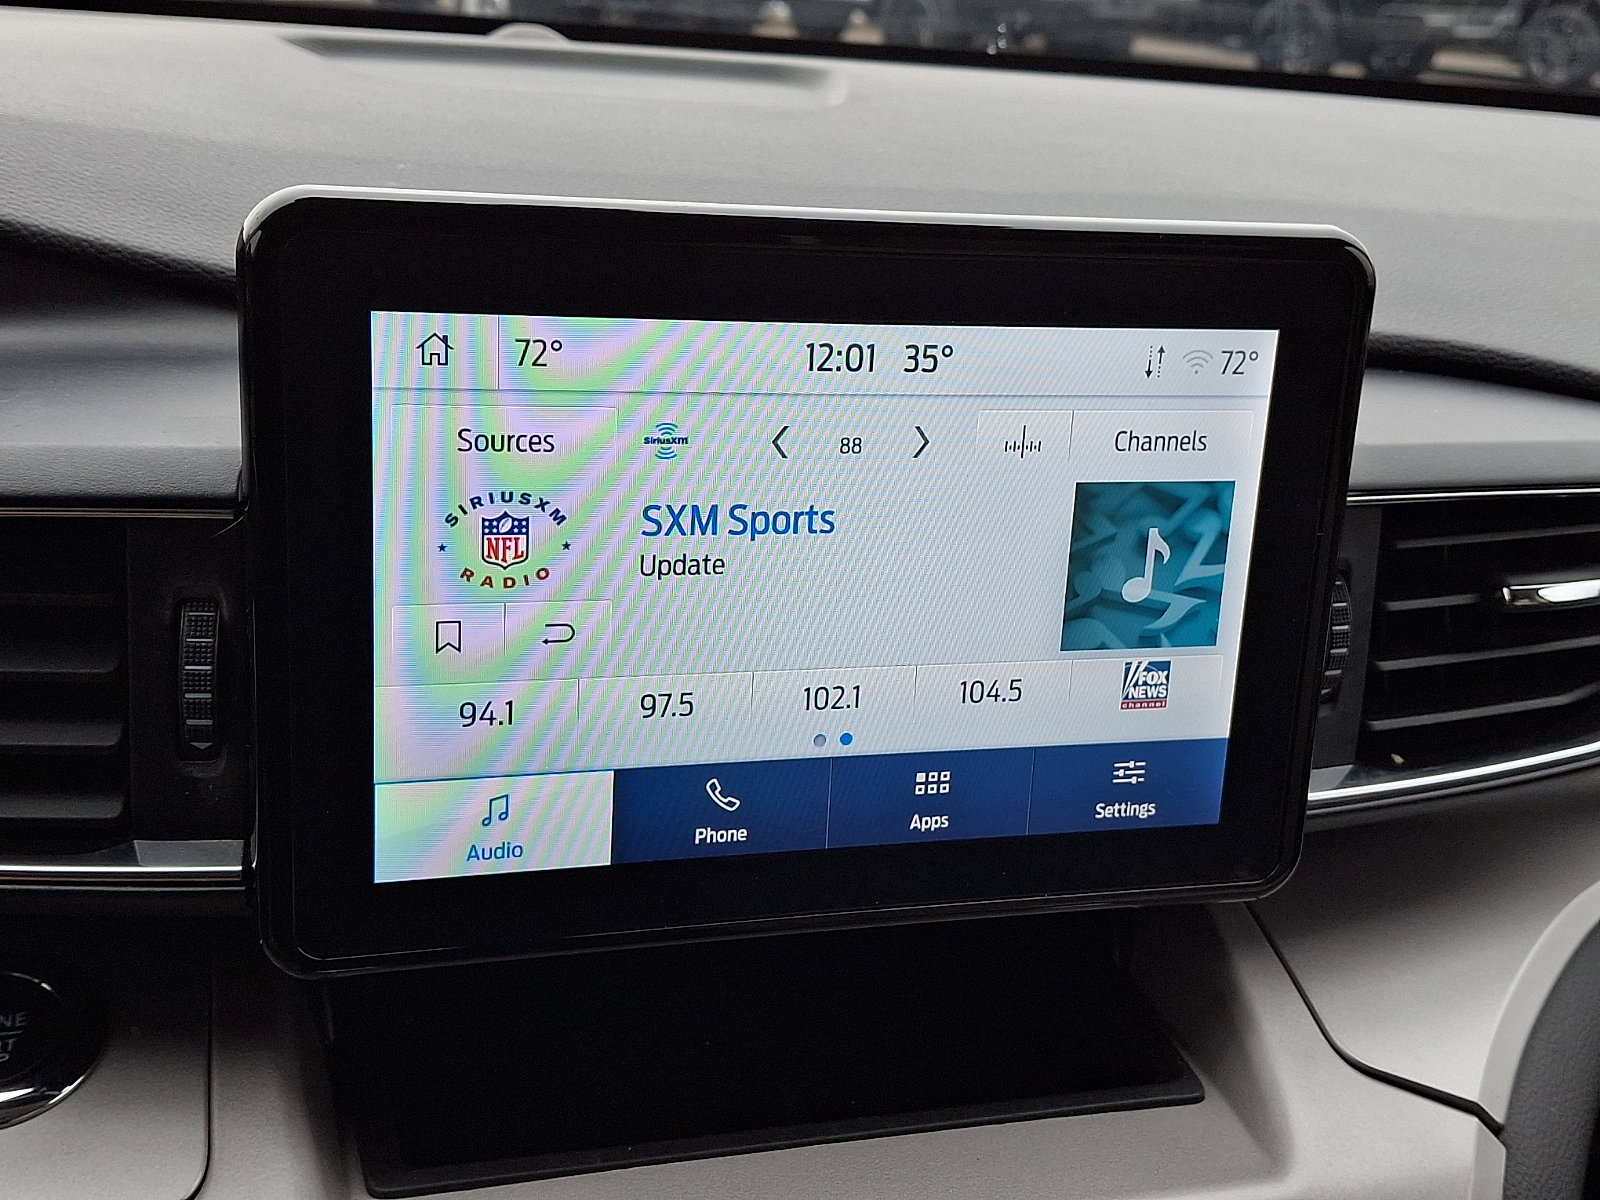 72° 12:01 35° 72°
Sources SiriusXM 88 Channels
SIRIUSXM
NFL
RADIO
SXM Sports
Update
94.1 97.5 102.1 104.5 FOX
NEWS
channel
Audio Phone Apps Settings